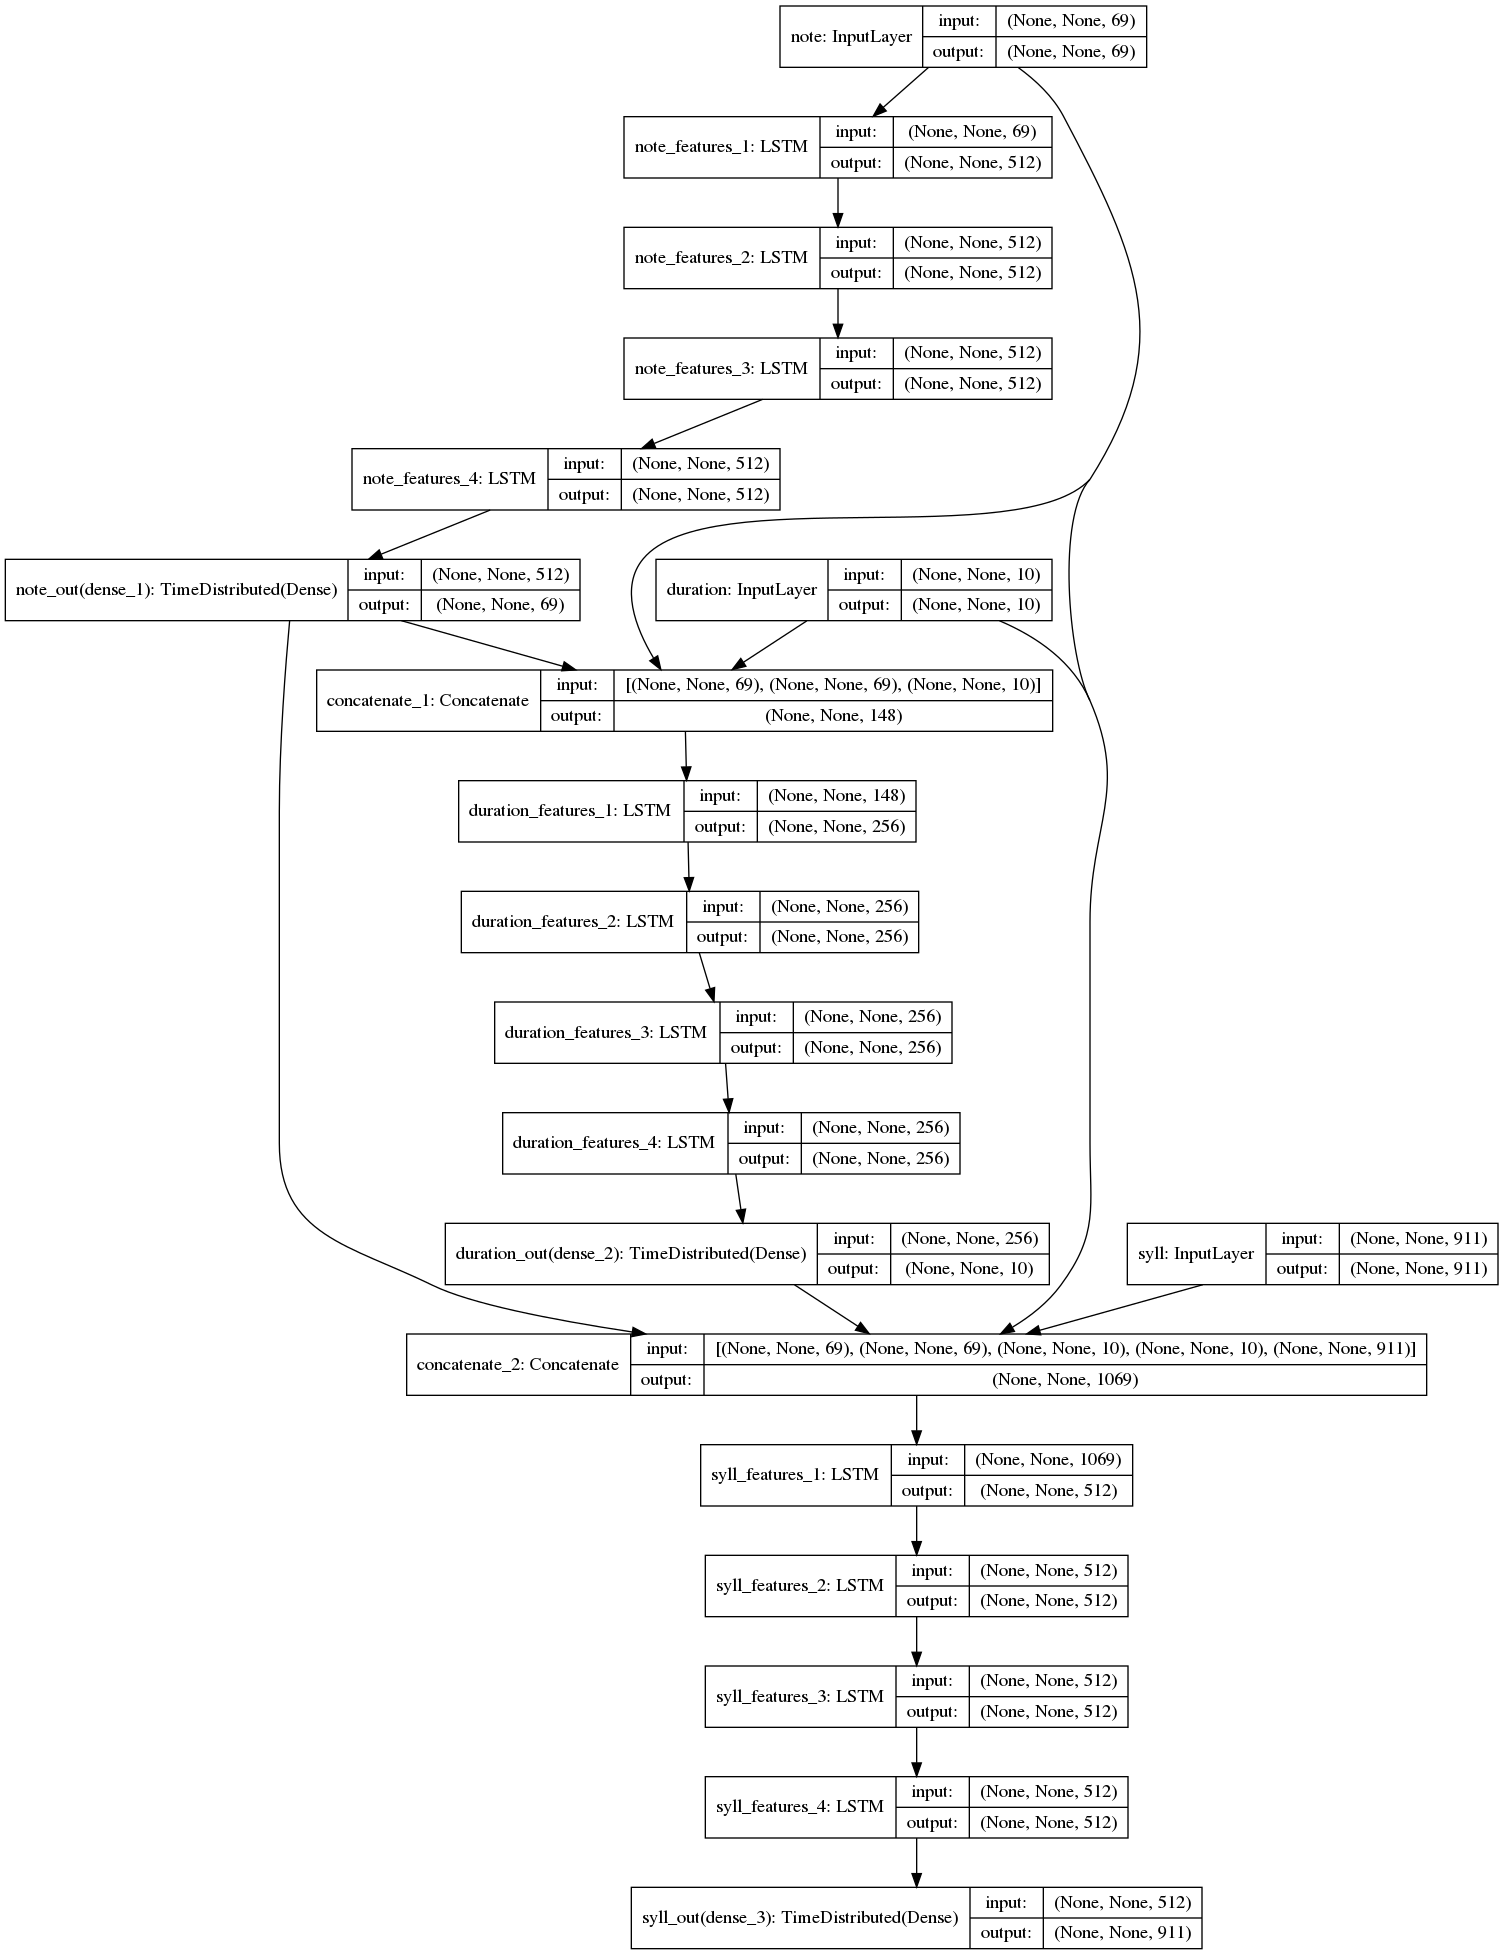 note: InputLayer
input: (None, None, 69)
output: (None, None, 69)
note_features_1: LSTM
input: (None, None, 69)
output: (None, None, 512)
note_features_2: LSTM
input: (None, None, 512)
output: (None, None, 512)
note_features_3: LSTM
input: (None, None, 512)
output: (None, None, 512)
note_features_4: LSTM
input: (None, None, 512)
output: (None, None, 512)
note_out(dense_1): TimeDistributed(Dense)
input: (None, None, 512)
output: (None, None, 69)
duration: InputLayer
input: (None, None, 10)
output: (None, None, 10)
concatenate_1: Concatenate
input: [(None, None, 69), (None, None, 69), (None, None, 10)]
output: (None, None, 148)
duration_features_1: LSTM
input: (None, None, 148)
output: (None, None, 256)
duration_features_2: LSTM
input: (None, None, 256)
output: (None, None, 256)
duration_features_3: LSTM
input: (None, None, 256)
output: (None, None, 256)
duration_features_4: LSTM
input: (None, None, 256)
output: (None, None, 256)
duration_out(dense_2): TimeDistributed(Dense)
input: (None, None, 256)
output: (None, None, 10)
syll: InputLayer
input: (None, None, 911)
output: (None, None, 911)
concatenate_2: Concatenate
input: [(None, None, 69), (None, None, 69), (None, None, 10), (None, None, 10), (None, None, 911)]
output: (None, None, 1069)
syll_features_1: LSTM
input: (None, None, 1069)
output: (None, None, 512)
syll_features_2: LSTM
input: (None, None, 512)
output: (None, None, 512)
syll_features_3: LSTM
input: (None, None, 512)
output: (None, None, 512)
syll_features_4: LSTM
input: (None, None, 512)
output: (None, None, 512)
syll_out(dense_3): TimeDistributed(Dense)
input: (None, None, 512)
output: (None, None, 911)